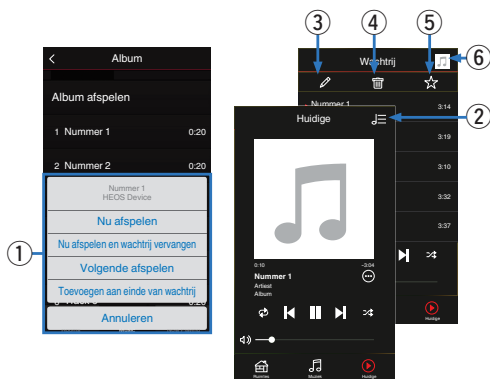 3
4
5
6
2
1
Album
Album afspelen
1 Nummer 1 0:20
2 Nummer 2 0:20
Nummer 1
HEOS Device
Nu afspelen
Nu afspelen en wachtrij vervangen
Volgende afspelen
Toevoegen aan einde van wachtrij
Annuleren
Wachtrij
Nummer 1 3:14
3:19
3:10
3:32
3:37
Huidige
Huidige
0:10 -3:04
Nummer 1
Artiest
Album
Ruimtes Muziek Huidige